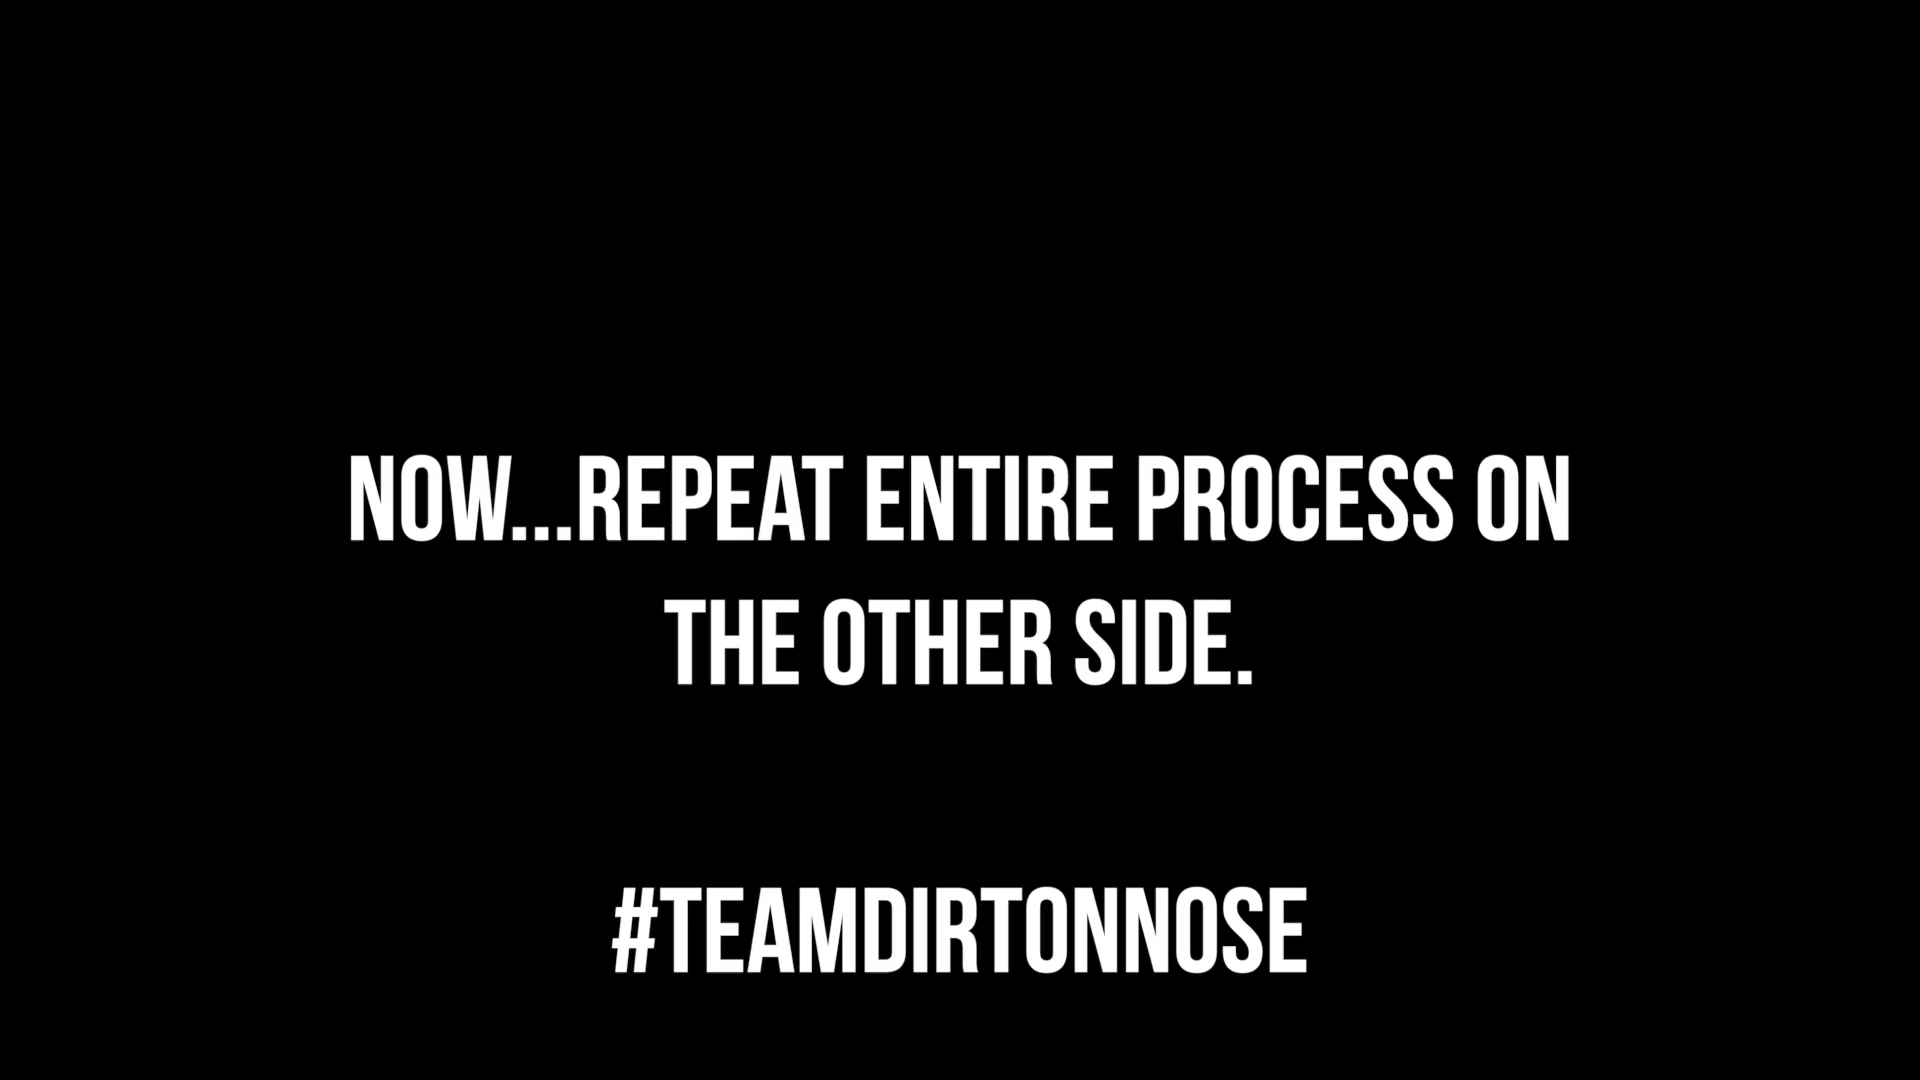 NOW...REPEAT ENTIRE PROCESS ON
THE OTHER SIDE.
#TEAMDIRTONNOSE